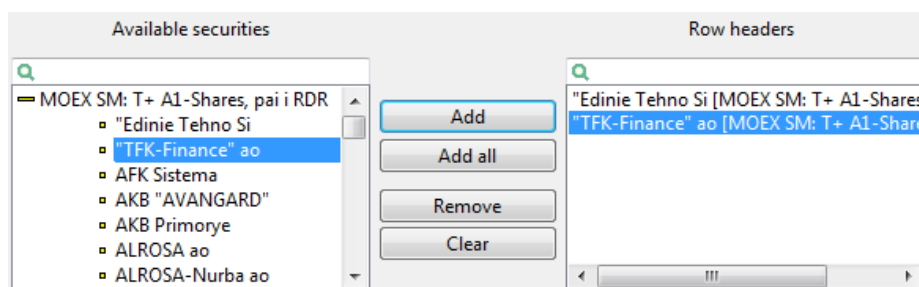 Available securities
Row headers
MOEX SM: T+ A1-Shares, pai i RDR
"Edinie Tehno Si
"TFK-Finance" ao
AFK Sistema
AKB "AVANGARD"
AKB Primorye
ALROSA ao
ALROSA-Nurba ao
Add
Add all
Remove
Clear
"Edinie Tehno Si [MOEX SM: T+ A1-Shares
"TFK-Finance" ao [MOEX SM: T+ A1-Share